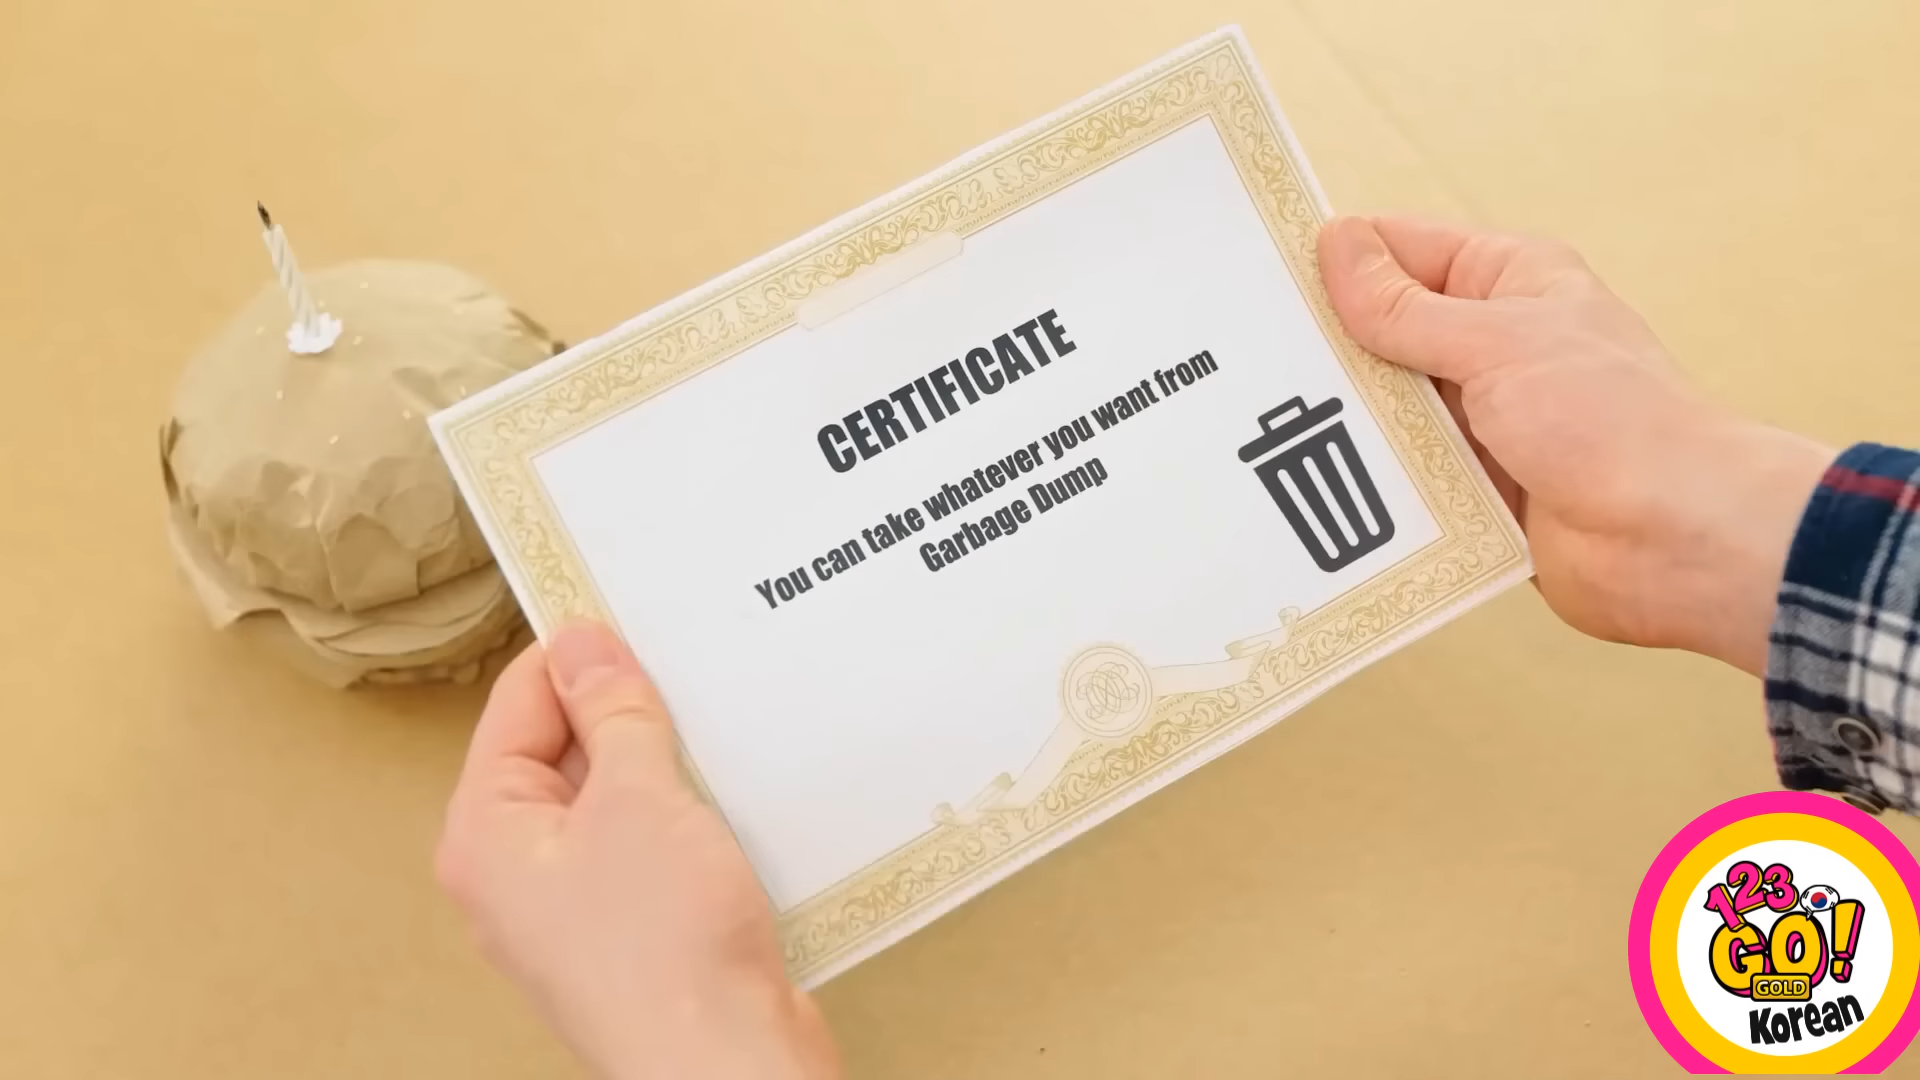 CERTIFICATE
You can take whatever you want from
Garbage Dump
123
GO!
GOLD
Korean